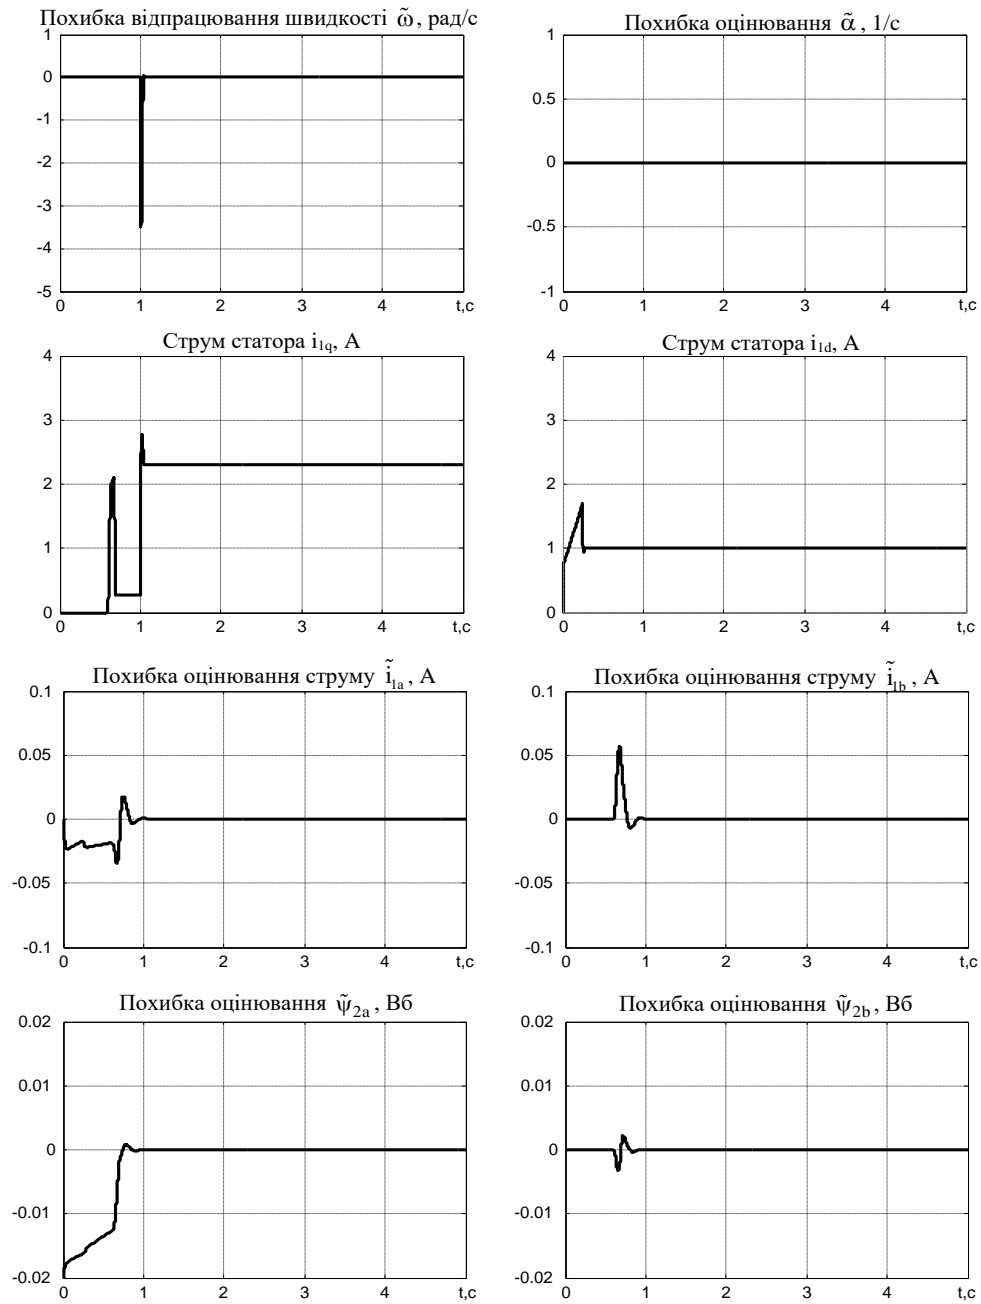 Похибка відпрацювання швидкості ω̃, рад/с
1
0
-1
-2
-3
-4
-5
0 1 2 3 4 t,c
Похибка оцінювання α̃, 1/с
1
0.5
0
-0.5
-1
0 1 2 3 4 t,c
Струм статора i₁q, А
4
3
2
1
0
0 1 2 3 4 t,c
Струм статора i₁d, А
4
3
2
1
0
0 1 2 3 4 t,c
Похибка оцінювання струму ĩ₁a, А
0.1
0.05
0
-0.05
-0.1
0 1 2 3 4 t,c
Похибка оцінювання струму ĩ₁b, А
0.1
0.05
0
-0.05
-0.1
0 1 2 3 4 t,c
Похибка оцінювання ψ̃₂a, Вб
0.02
0.01
0
-0.01
-0.02
0 1 2 3 4 t,c
Похибка оцінювання ψ̃₂b, Вб
0.02
0.01
0
-0.01
-0.02
0 1 2 3 4 t,c